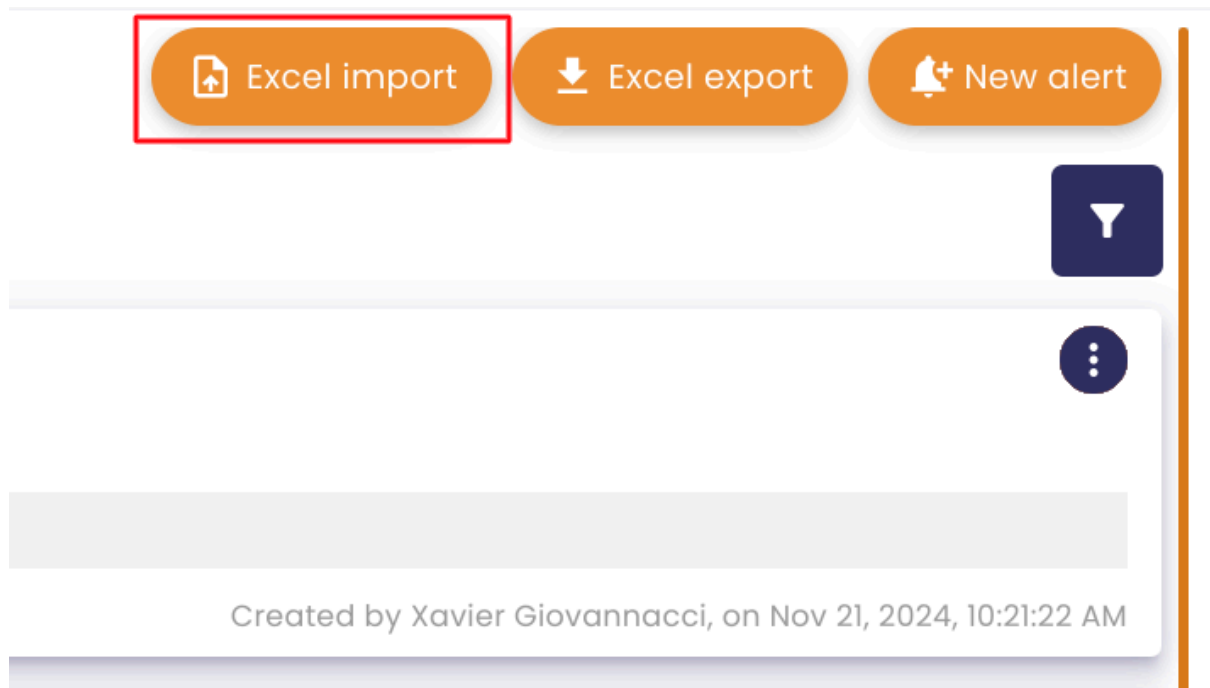 Excel import
Excel export
New alert
Created by Xavier Giovannacci, on Nov 21, 2024, 10:21:22 AM